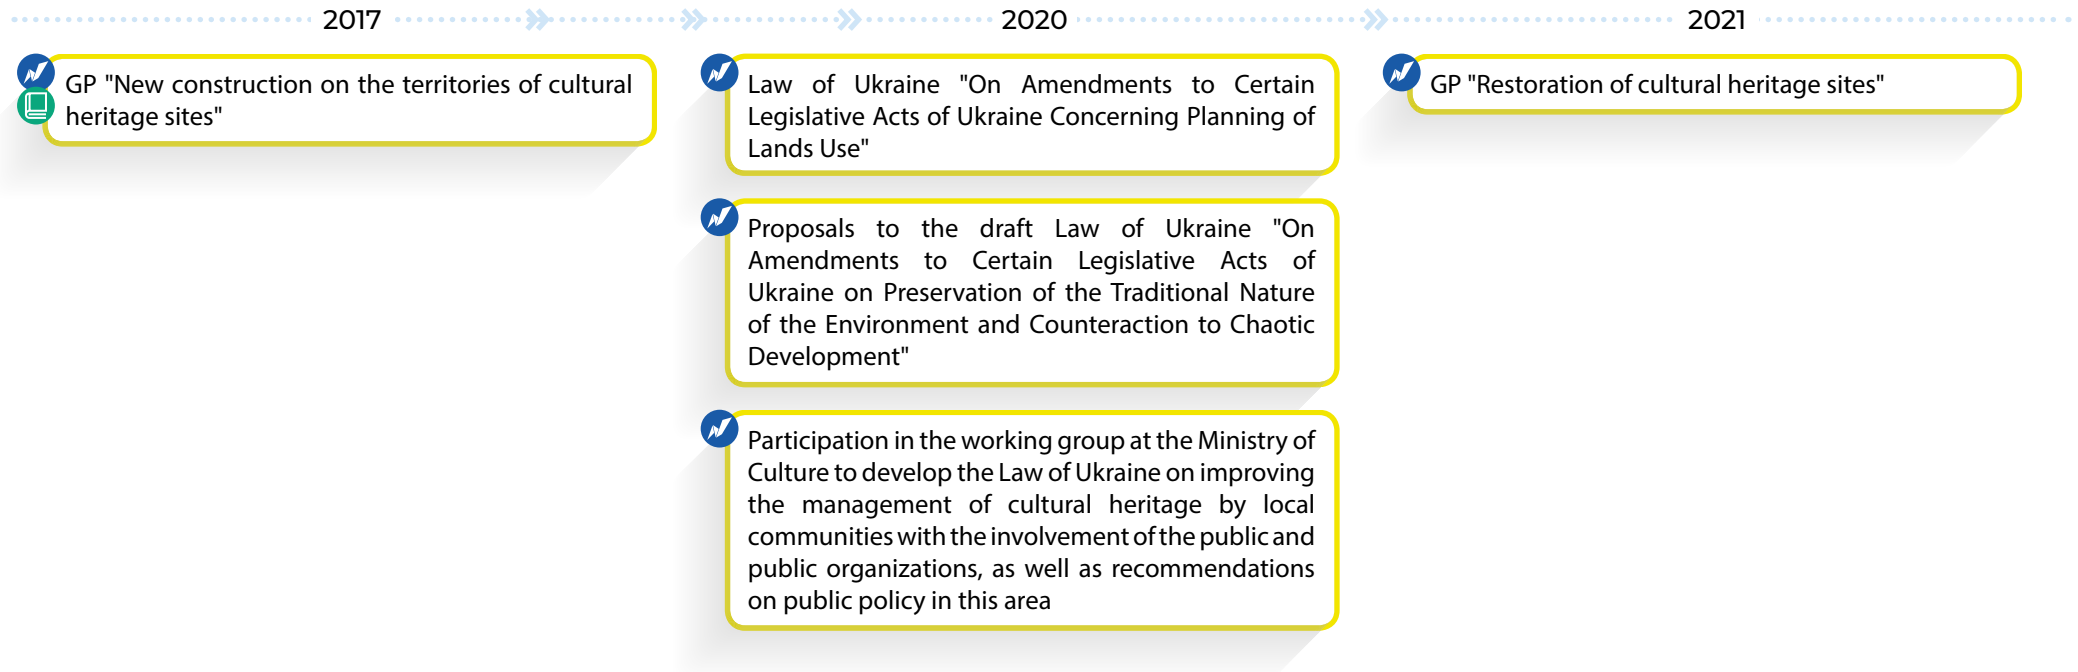 2017
GP "New construction on the territories of cultural
heritage sites"
2020
Law of Ukraine "On Amendments to Certain
Legislative Acts of Ukraine Concerning Planning of
Lands Use"
Proposals to the draft Law of Ukraine "On
Amendments to Certain Legislative Acts of
Ukraine on Preservation of the Traditional Nature
of the Environment and Counteraction to Chaotic
Development"
Participation in the working group at the Ministry of
Culture to develop the Law of Ukraine on improving
the management of cultural heritage by local
communities with the involvement of the public and
public organizations, as well as recommendations
on public policy in this area
2021
GP "Restoration of cultural heritage sites"